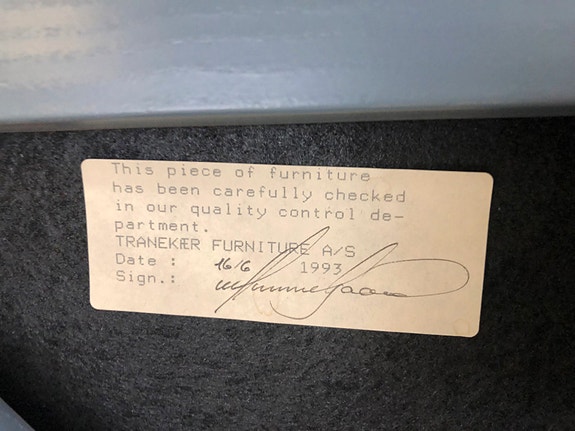 This piece of furniture
has been carefully checked
in our quality control de-
partment.
TRANEKÆR FURNITURE A/S
Date : 16/6 1993
Sign.: